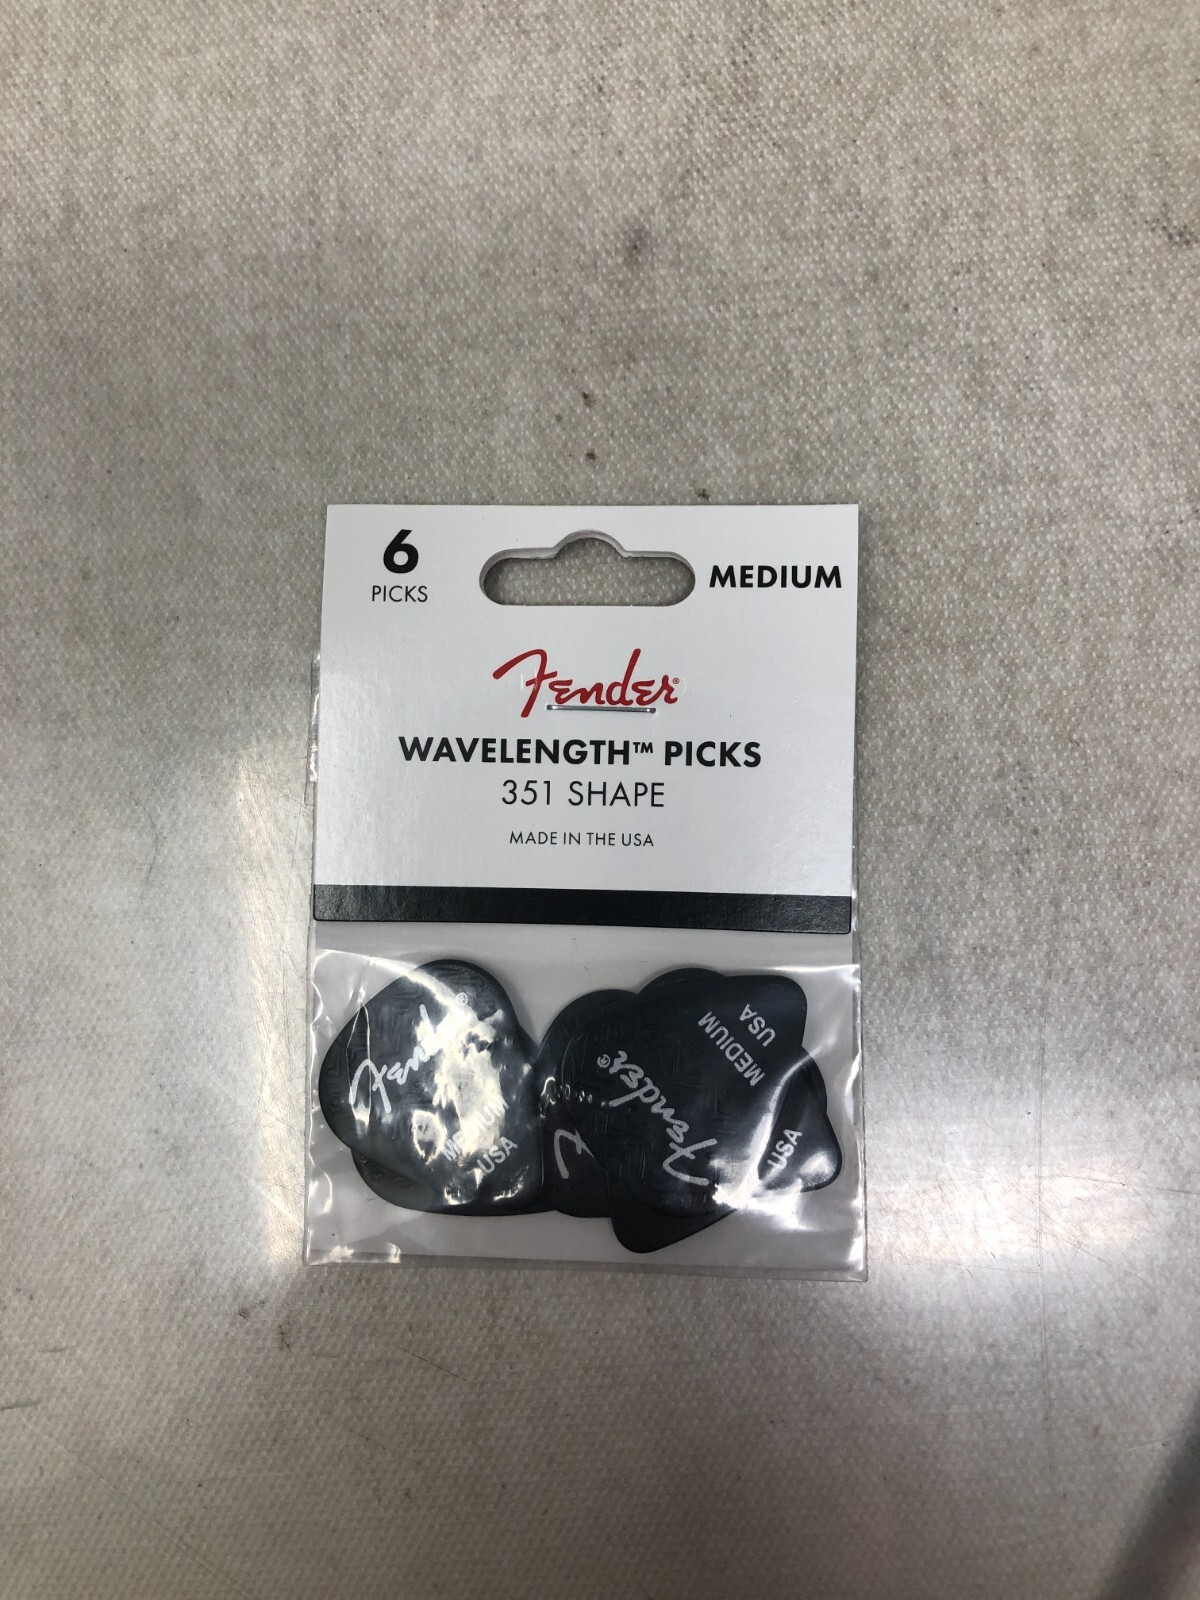 6
PICKS
MEDIUM
Fender®
WAVELENGTH™ PICKS
351 SHAPE
MADE IN THE USA
Fender®
MEDIUM
USA
Fender®
MEDIUM
USA
USA